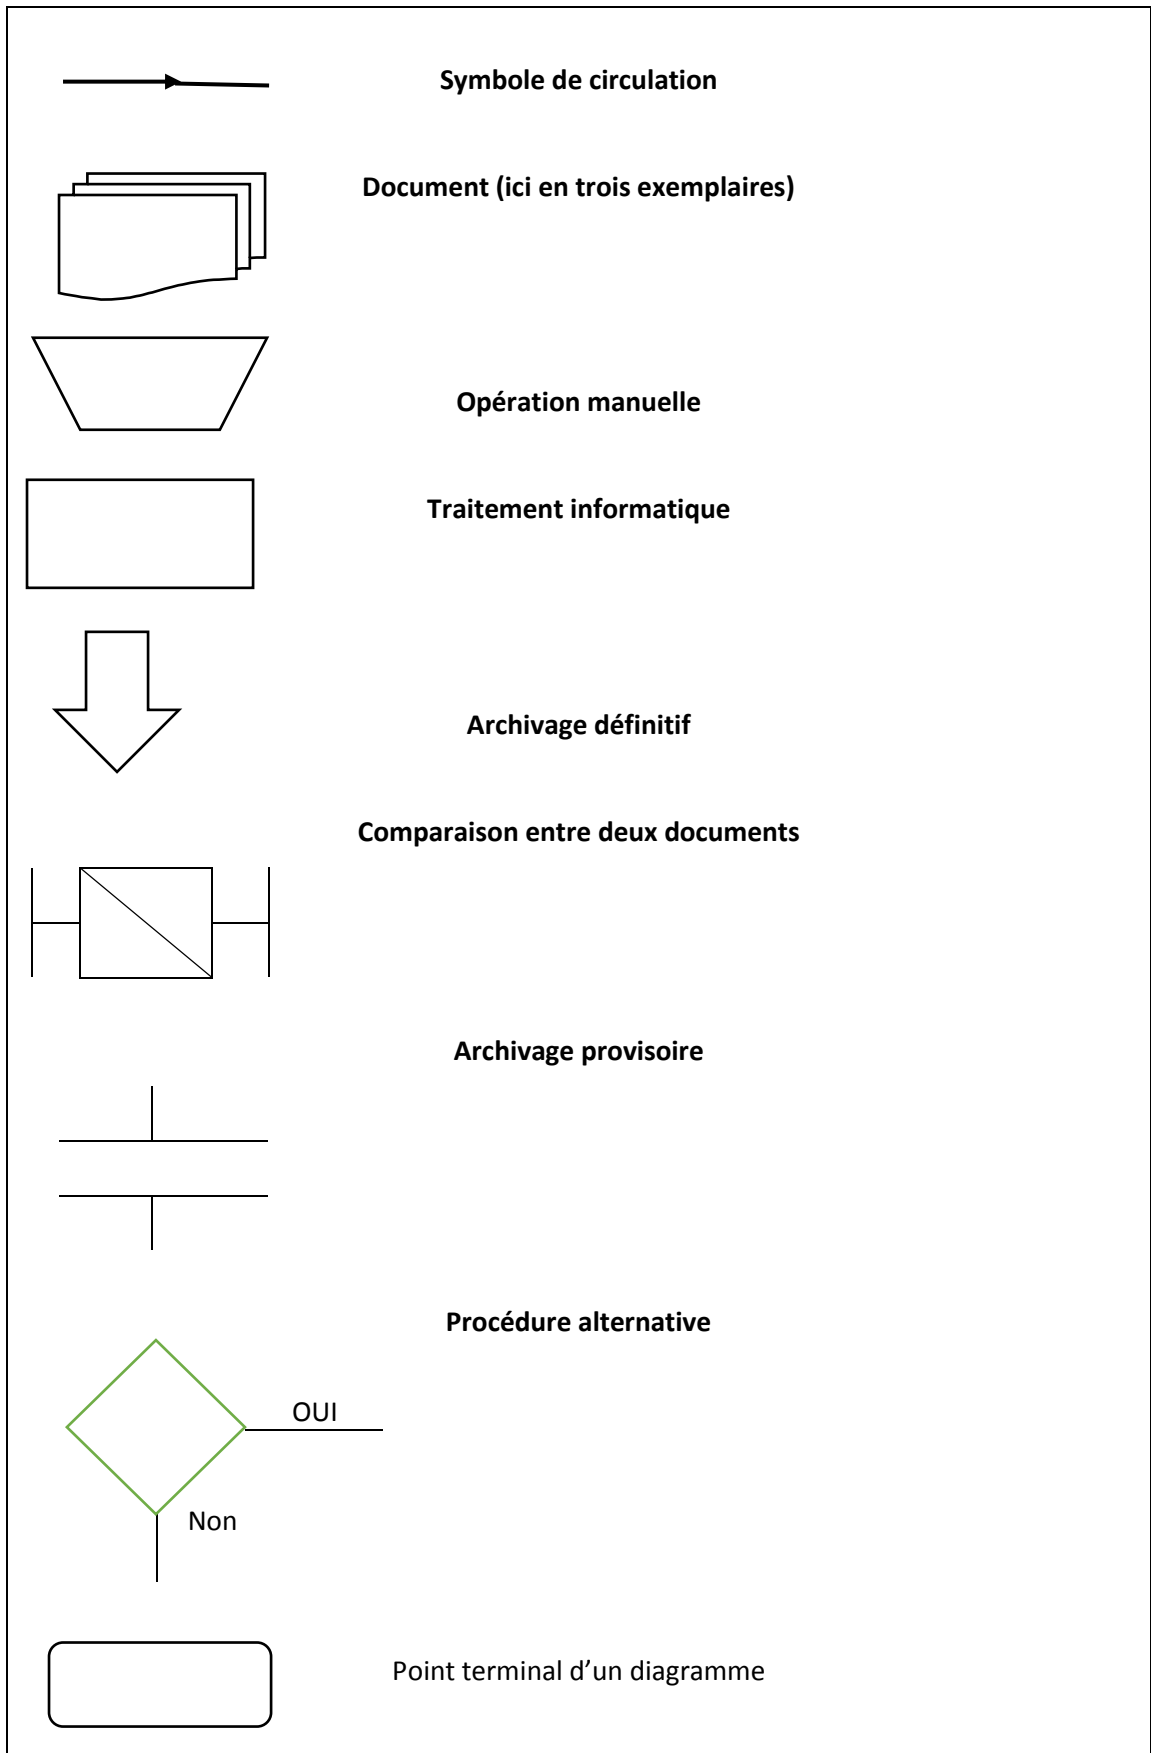 Symbole de circulation
Document (ici en trois exemplaires)
Opération manuelle
Traitement informatique
Archivage définitif
Comparaison entre deux documents
Archivage provisoire
Procédure alternative
OUI
Non
Point terminal d’un diagramme